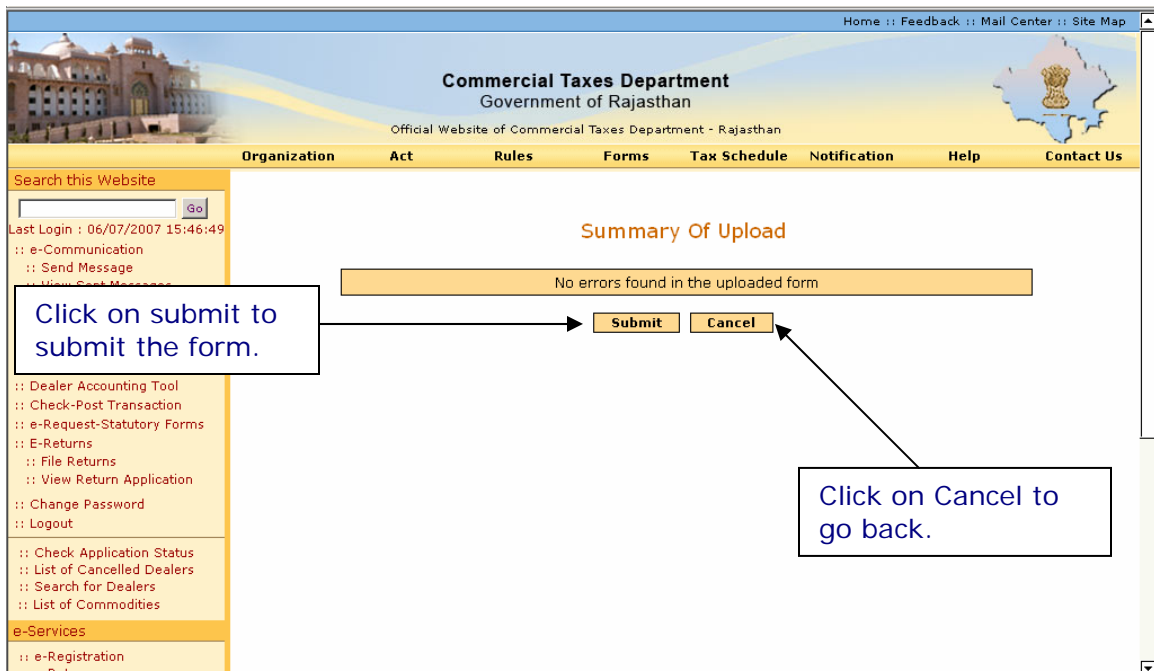 Home :: Feedback :: Mail Center :: Site Map
Commercial Taxes Department
Government of Rajasthan
Official Website of Commercial Taxes Department - Rajasthan
Organization Act Rules Forms Tax Schedule Notification Help Contact Us
Search this Website
Go
Last Login : 06/07/2007 15:46:49
:: e-Communication
:: Send Message
:: View Sent Messages
:: Dealer Accounting Tool
:: Check-Post Transaction
:: e-Request-Statutory Forms
:: E-Returns
:: File Returns
:: View Return Application
:: Change Password
:: Logout
:: Check Application Status
:: List of Cancelled Dealers
:: Search for Dealers
:: List of Commodities
e-Services
:: e-Registration
Summary Of Upload
No errors found in the uploaded form
Submit Cancel
Click on submit to
submit the form.
Click on Cancel to
go back.